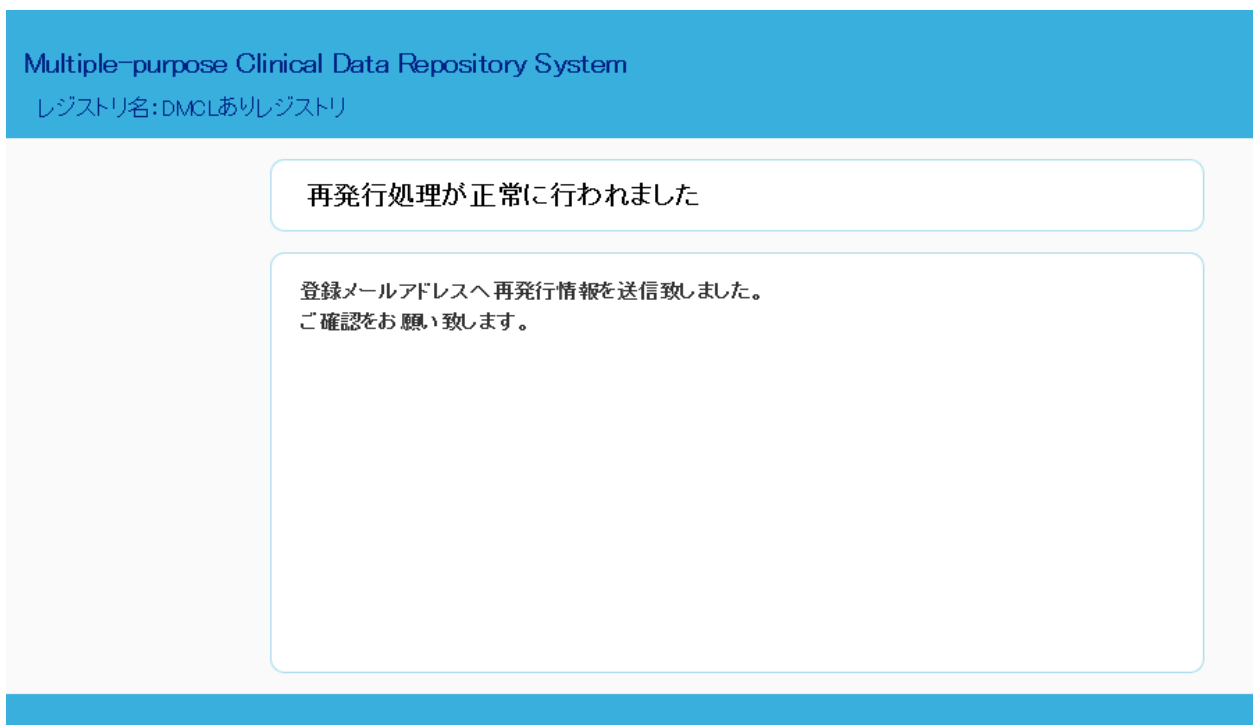 Multiple-purpose Clinical Data Repository System
レジストリ名：DMCLありレジストリ
再発行処理が正常に行われました
登録メールアドレスへ再発行情報を送信致しました。
ご確認をお願い致します。